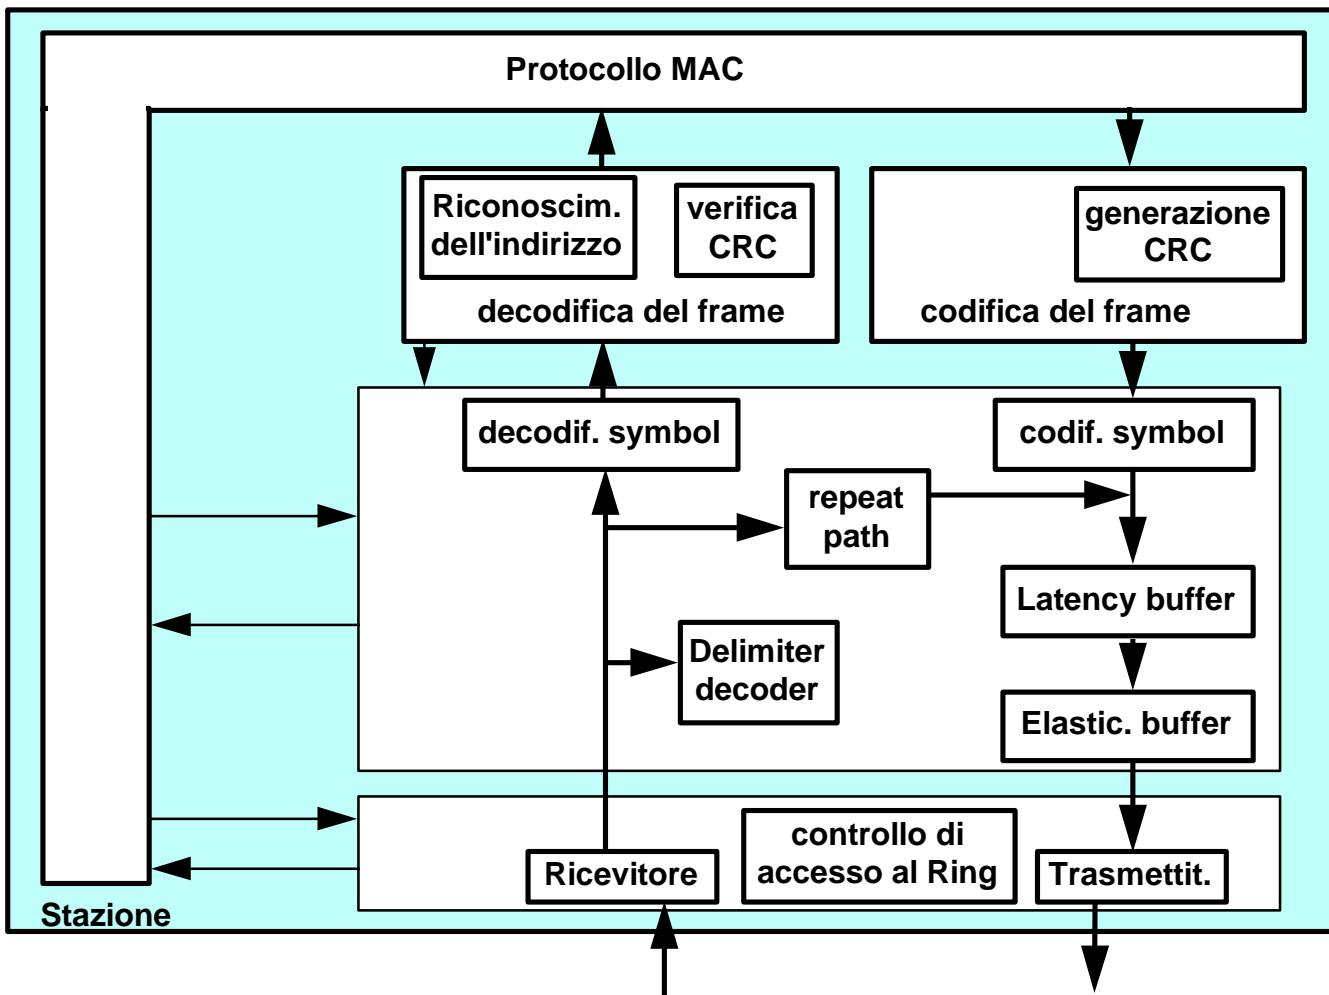 Protocollo MAC
Riconoscim.
dell'indirizzo
verifica
CRC
generazione
CRC
decodifica del frame
codifica del frame
decodif. symbol
codif. symbol
repeat
path
Latency buffer
Delimiter
decoder
Elastic. buffer
controllo di
accesso al Ring
Ricevitore
Trasmettit.
Stazione